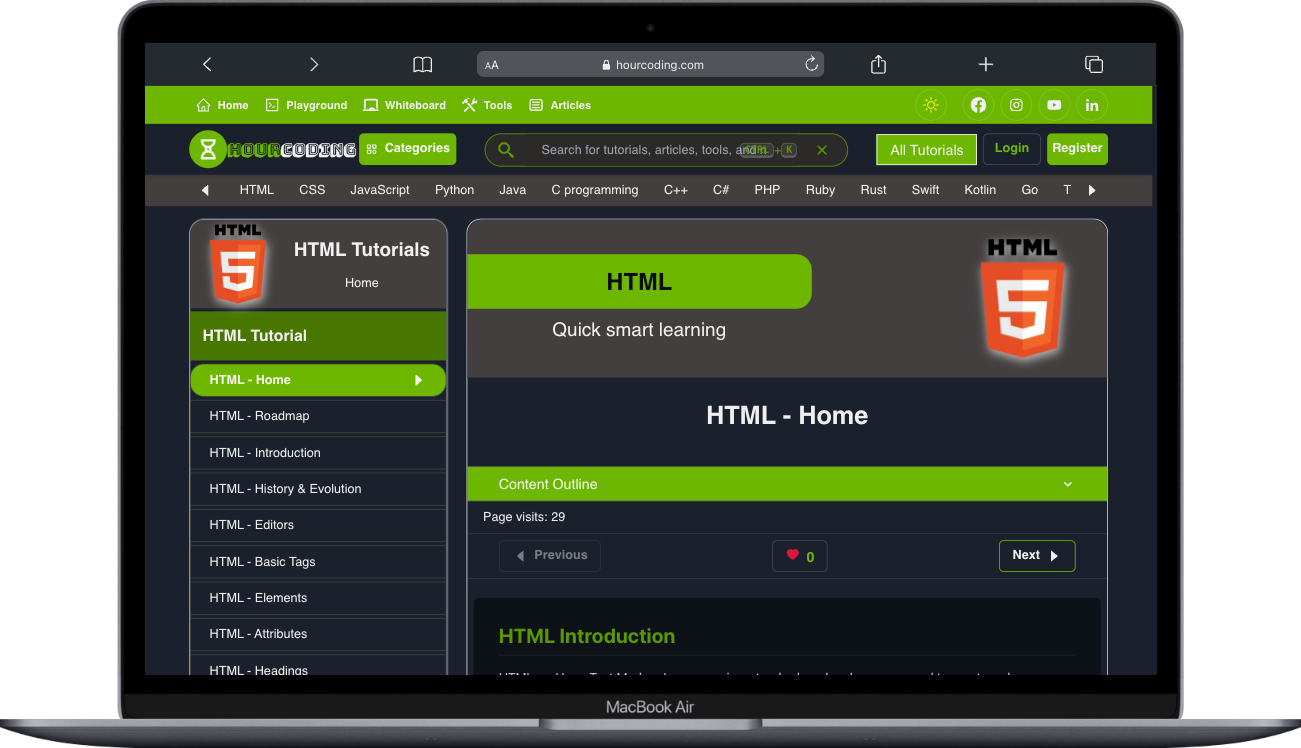 AA hourcoding.com
Home Playground Whiteboard Tools Articles
HOURCODING Categories Search for tutorials, articles, tools, and CTRL + K All Tutorials Login Register
HTML CSS JavaScript Python Java C programming C++ C# PHP Ruby Rust Swift Kotlin Go T
HTML
5
HTML Tutorials
Home
HTML Tutorial
HTML - Home
HTML - Roadmap
HTML - Introduction
HTML - History & Evolution
HTML - Editors
HTML - Basic Tags
HTML - Elements
HTML - Attributes
HTML - Headings
HTML
Quick smart learning
HTML
5
HTML - Home
Content Outline
Page visits: 29
Previous 0 Next
HTML Introduction
MacBook Air